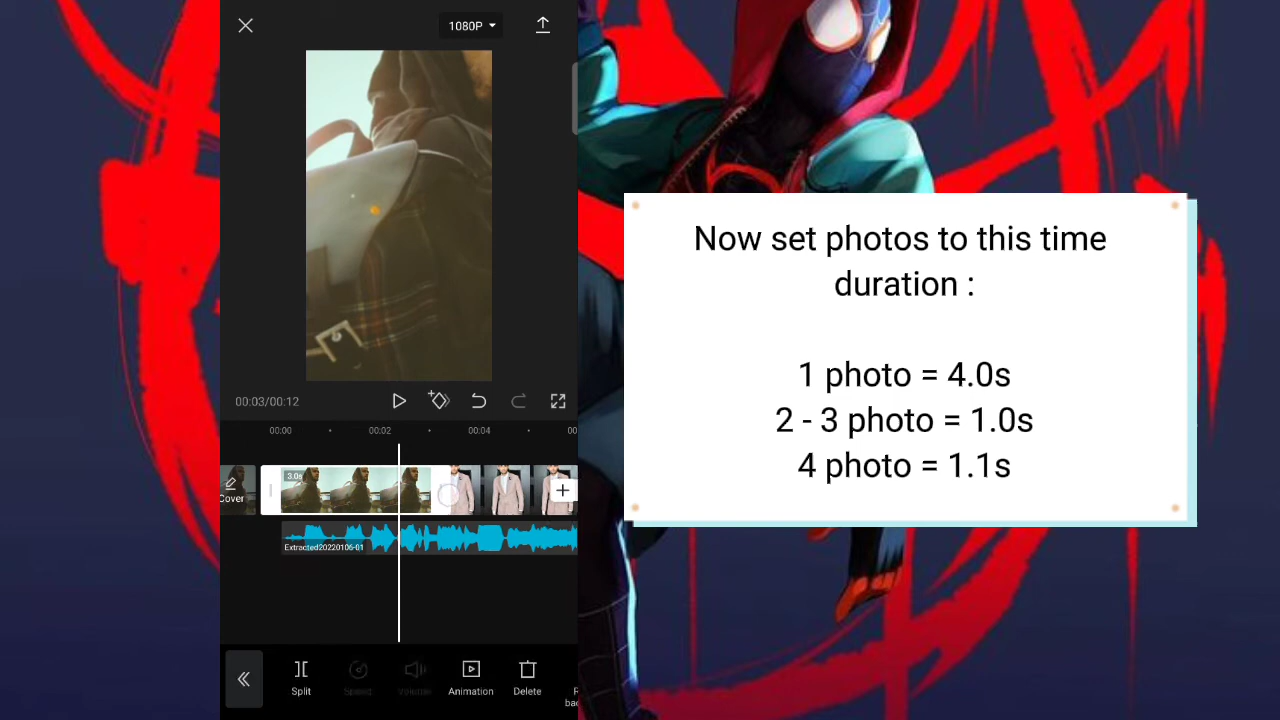 1080P
00:03/00:12
00:00
00:02
00:04
00
Cover
3.0s
Extracted20220106-01
Split
Speed
Volume
Animation
Delete
Now set photos to this time
duration :
1 photo = 4.0s
2 - 3 photo = 1.0s
4 photo = 1.1s